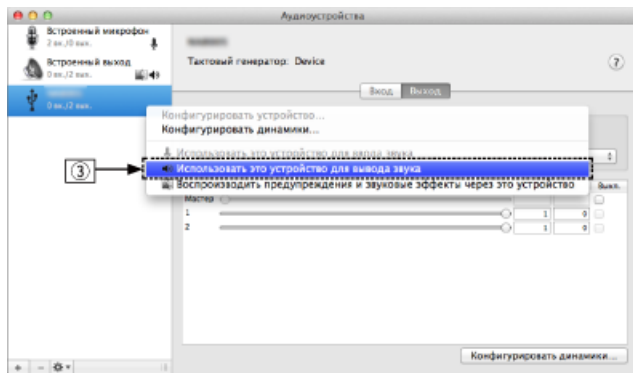 Аудиоустройства
Встроенный микрофон
2 вх./0 вых.
Встроенный выход
0 вх./2 вых.
0 вх./2 вых.
Тактовый генератор: Device
?
Вход Выход
Конфигурировать устройство...
Конфигурировать динамики...
Использовать это устройство для ввода звука
③
Использовать это устройство для вывода звука
Воспроизводить предупреждения и звуковые эффекты через это устройство
Выкл.
Мастер
1 1 0
2 1 0
Конфигурировать динамики...
+ −